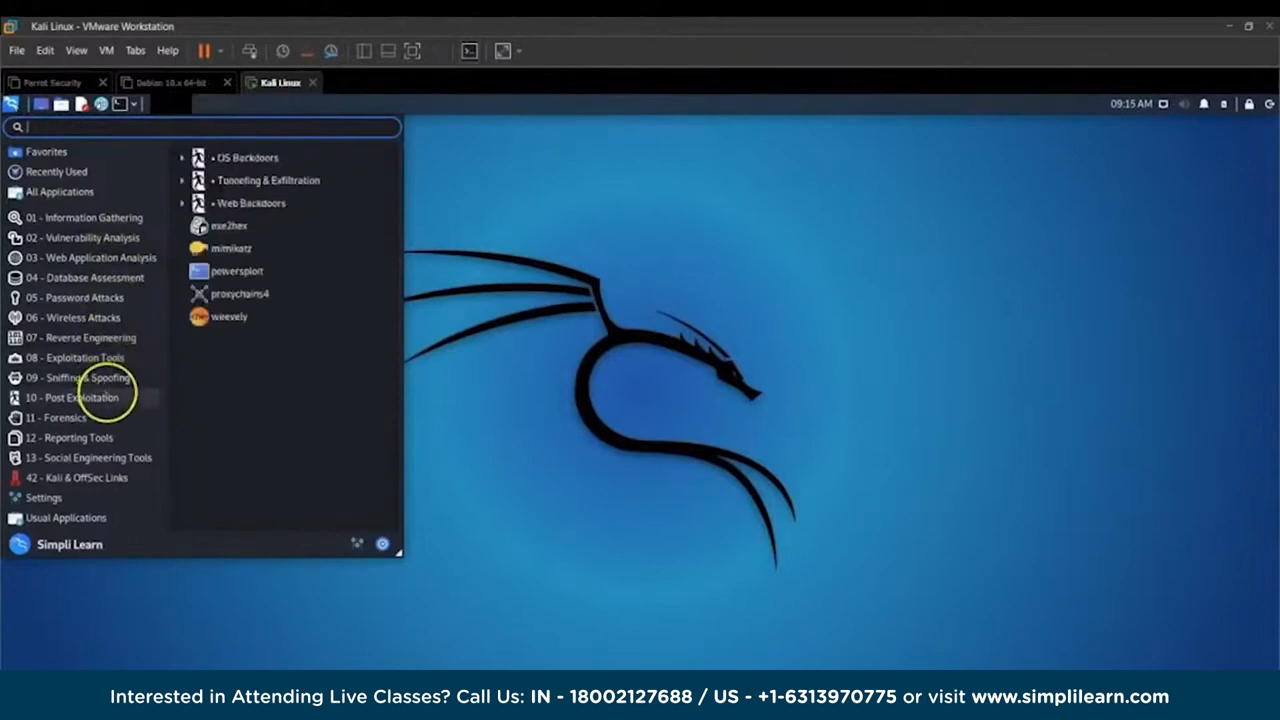 Kali Linux - VMware Workstation
File Edit View VM Tabs Help
Parrot Security Debian 10.x 64-bit Kali Linux
09:15 AM
Favorites
Recently Used
All Applications
01 - Information Gathering
02 - Vulnerability Analysis
03 - Web Application Analysis
04 - Database Assessment
05 - Password Attacks
06 - Wireless Attacks
07 - Reverse Engineering
08 - Exploitation Tools
09 - Sniffing & Spoofing
10 - Post Exploitation
11 - Forensics
12 - Reporting Tools
13 - Social Engineering Tools
42 - Kali & OffSec Links
Settings
Usual Applications
• OS Backdoors
• Tunneling & Exfiltration
• Web Backdoors
exe2hex
mimikatz
powersploit
proxychains4
weevely
Simpli Learn
Interested in Attending Live Classes? Call Us: IN - 18002127688 / US - +1-6313970775 or visit www.simplilearn.com